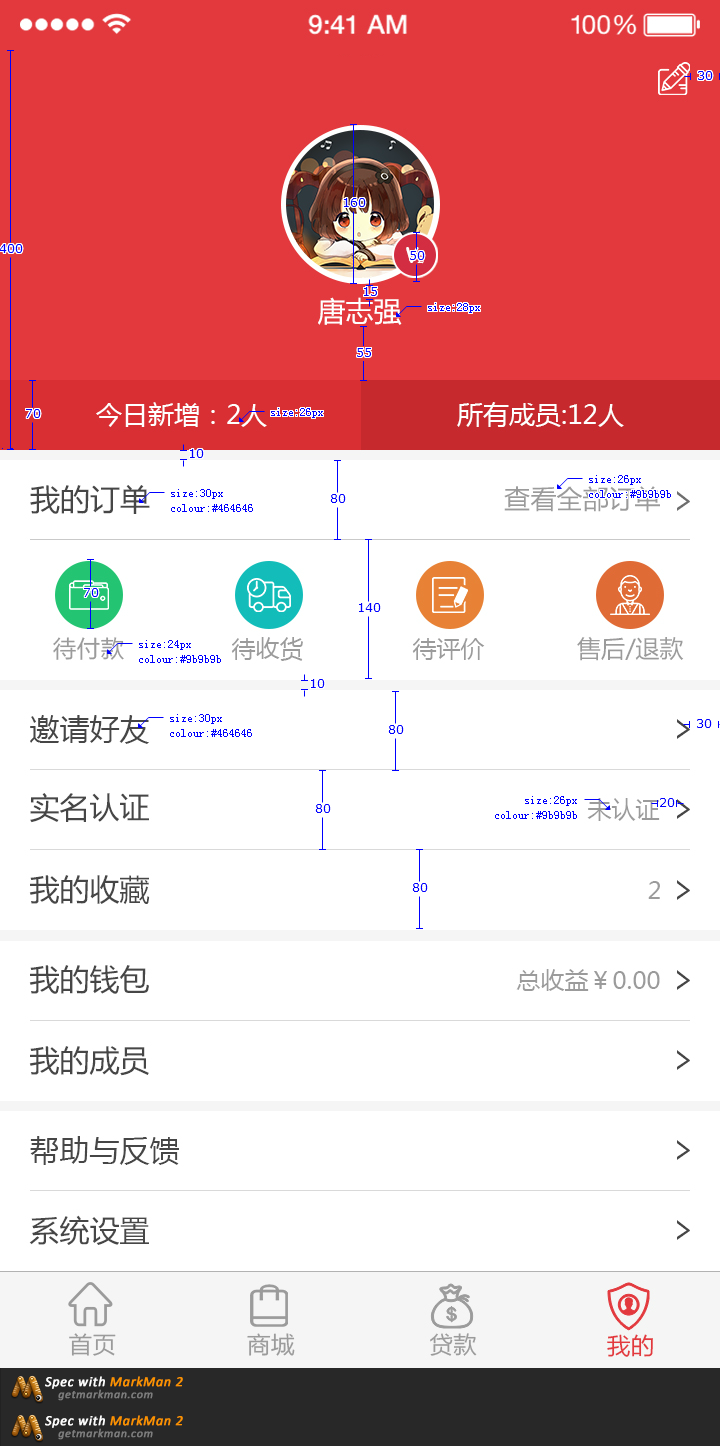 9:41 AM
100%
30
400
160
50
15
唐志强
size:28px
55
70
今日新增：2人
size:26px
所有成员:12人
10
我的订单
size:30px
colour:#464646
80
查看全部订单
size:26px
colour:#9b9b9b
70
140
待付款
size:24px
colour:#9b9b9b
待收货
待评价
售后/退款
10
邀请好友
size:30px
colour:#464646
80
30
实名认证
80
size:26px
colour:#9b9b9b
未认证
20
我的收藏
80
2
我的钱包
总收益￥0.00
我的成员
帮助与反馈
系统设置
首页
商城
$
贷款
我的
Spec with MarkMan 2
getmarkman.com
Spec with MarkMan 2
getmarkman.com